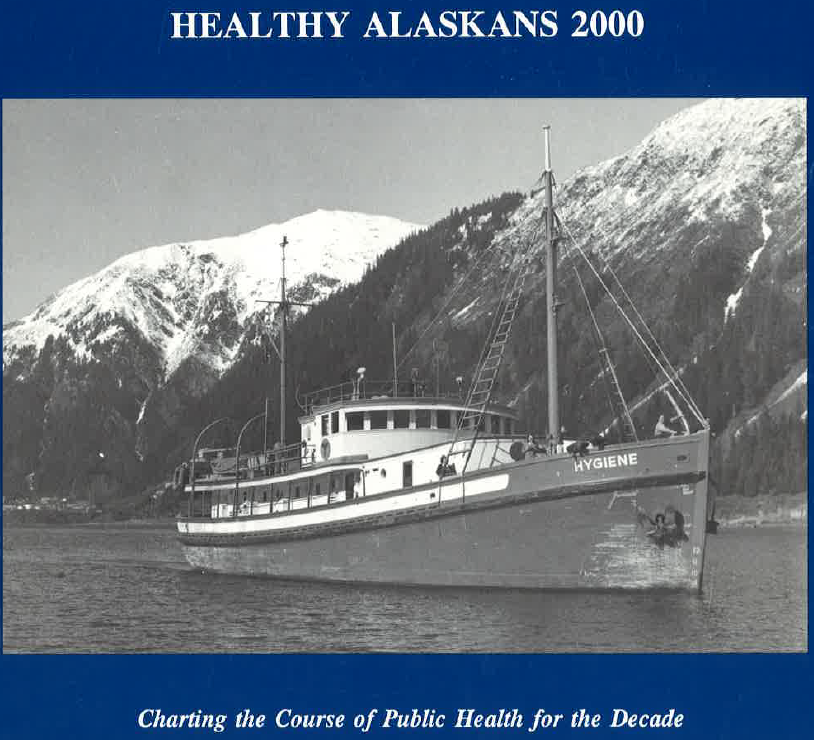 HEALTHY ALASKANS 2000
HYGIENE
Charting the Course of Public Health for the Decade